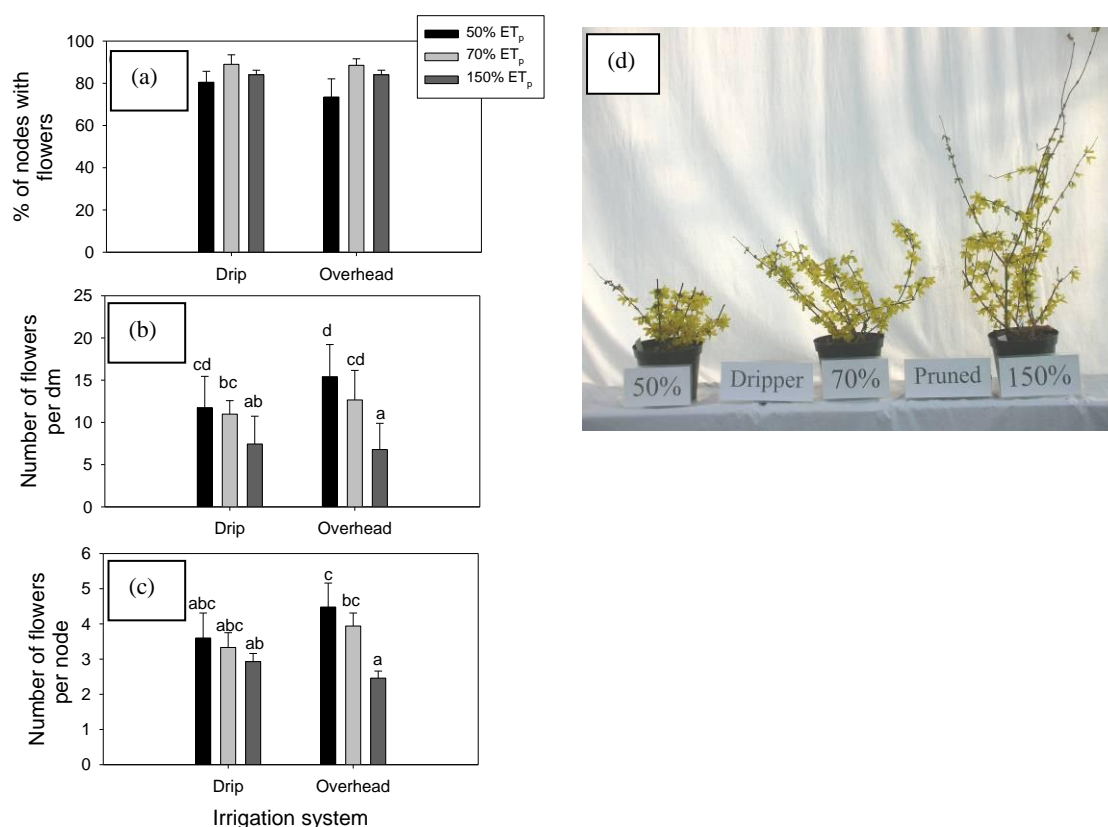 50% ETp
70% ETp
150% ETp
(a)
% of nodes with
flowers
100
80
60
40
20
0
Drip Overhead
(b)
Number of flowers
per dm
25
20
15
10
5
0
cd bc ab d cd a
Drip Overhead
(c)
Number of flowers
per node
6
5
4
3
2
1
0
abc abc ab c bc a
Drip Overhead
Irrigation system
(d)
50% Dripper 70% Pruned 150%